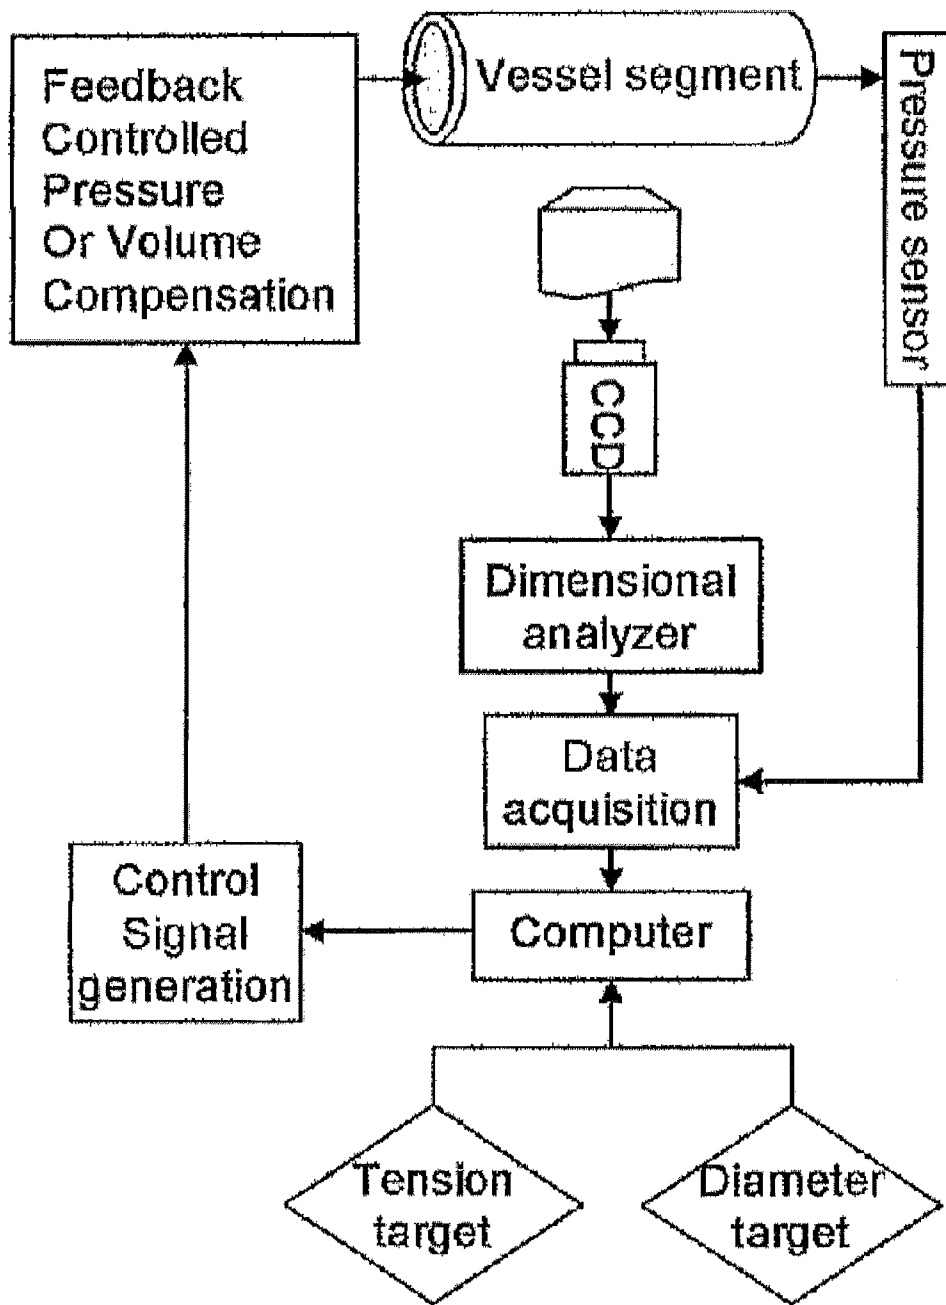 Feedback
Controlled
Pressure
Or Volume
Compensation
Vessel segment
Pressure sensor
CCD
Dimensional
analyzer
Data
acquisition
Computer
Control
Signal
generation
Tension
target
Diameter
target